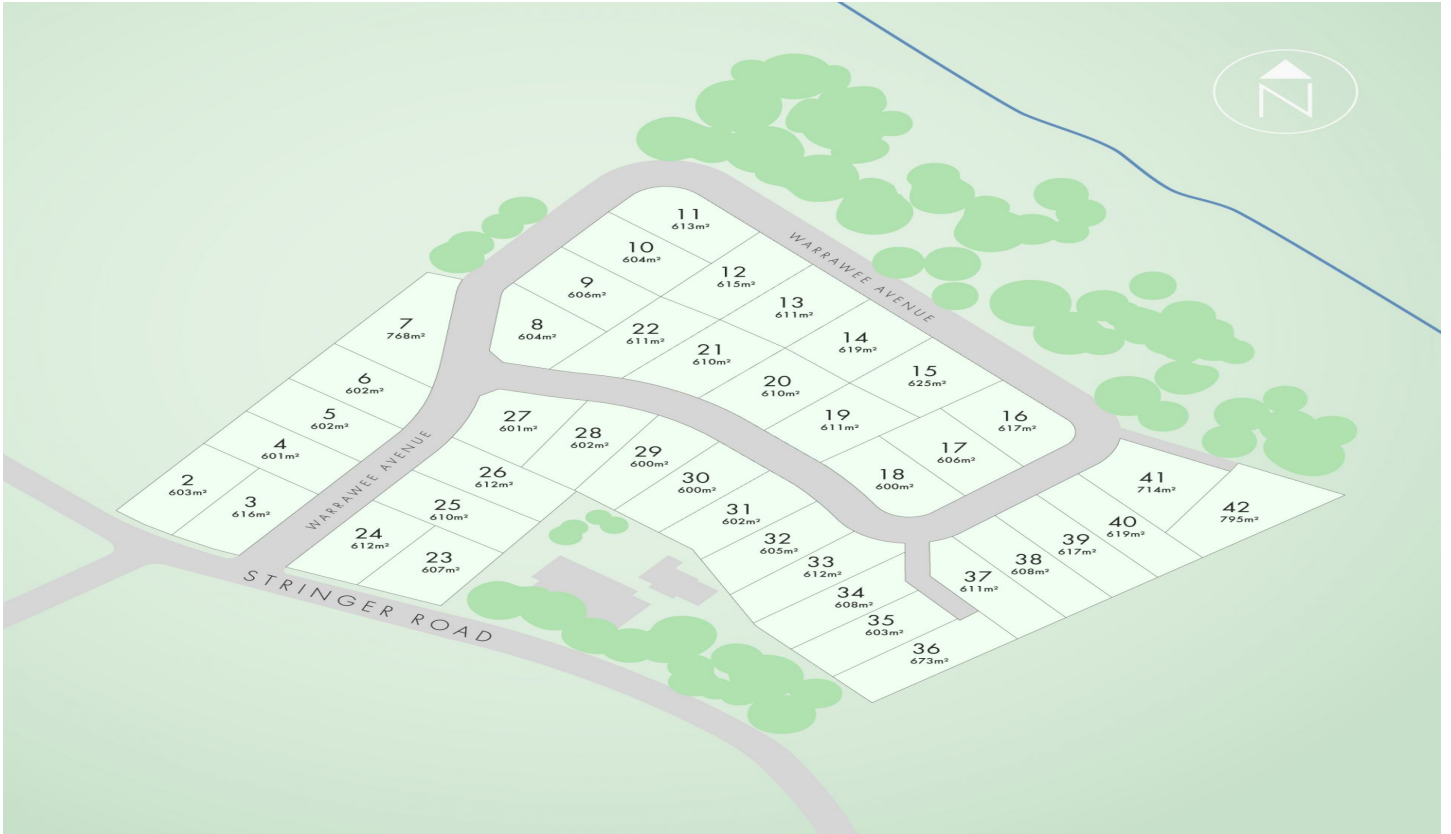 N
11
613m²
10
604m²
12
615m²
WARRAWEE AVENUE
9
606m²
13
611m²
8
604m²
22
611m²
14
619m²
7
768m²
21
610m²
15
625m²
20
610m²
6
602m²
19
611m²
16
617m²
5
602m²
27
601m²
28
602m²
17
606m²
4
601m²
29
600m²
WARRAWEE AVENUE
26
612m²
30
600m²
18
600m²
41
714m²
2
603m²
3
616m²
25
610m²
31
602m²
42
795m²
24
612m²
32
605m²
40
619m²
39
617m²
23
607m²
33
612m²
38
608m²
37
611m²
34
608m²
STRINGER ROAD
35
603m²
36
673m²